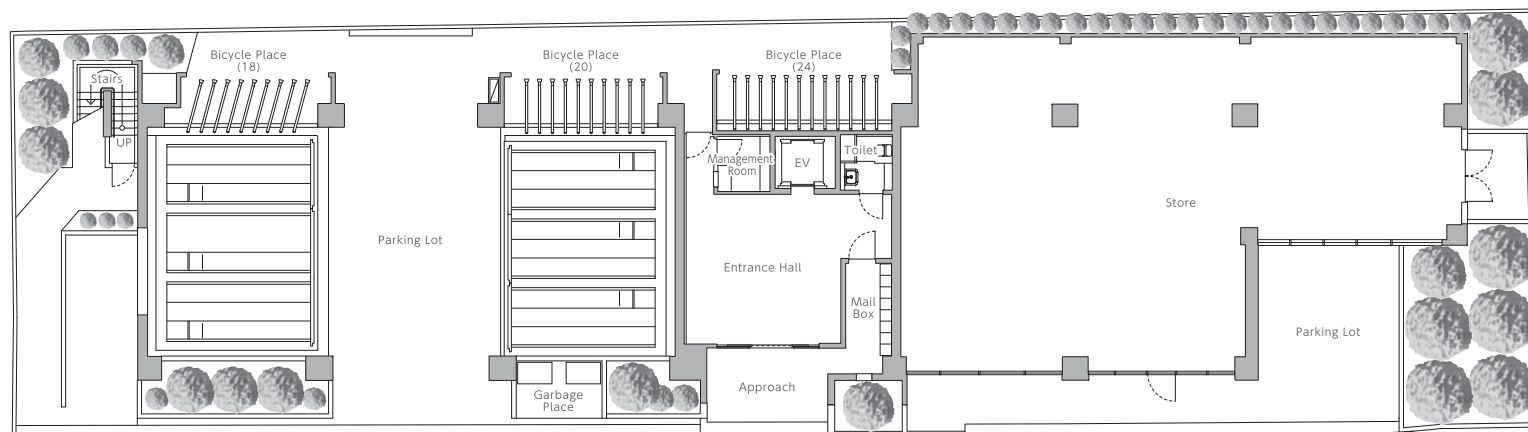 Bicycle Place
(18)
Bicycle Place
(20)
Bicycle Place
(24)
Stairs
UP
Management
Room
EV
Toilet
Store
Parking Lot
Entrance Hall
Mail
Box
Parking Lot
Approach
Garbage
Place